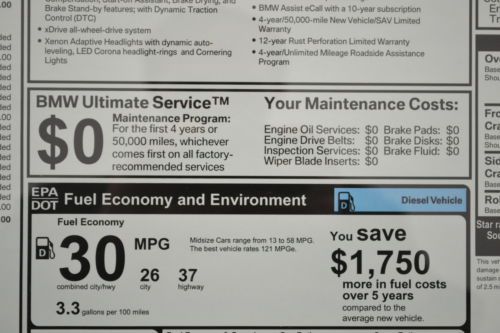 Brake Stand-by features; with Dynamic Traction
Control (DTC)
• xDrive all-wheel-drive system
• Xenon Adaptive Headlights with dynamic auto-
leveling, LED Corona headlight-rings and Cornering
Lights
• BMW Assist eCall with a 10-year subscription
• 4-year/50,000-mile New Vehicle/SAV Limited
Warranty
• 12-year Rust Perforation Limited Warranty
• 4-year/Unlimited Mileage Roadside Assistance
Program
BMW Ultimate Service™
$0
Maintenance Program:
For the first 4 years or
50,000 miles, whichever
comes first on all factory-
recommended services
Your Maintenance Costs:
Engine Oil Services: $0 Brake Pads: $0
Engine Drive Belts: $0 Brake Disks: $0
Inspection Services: $0 Brake Fluid: $0
Wiper Blade Inserts: $0
EPA
DOT
Fuel Economy and Environment
Diesel Vehicle
Fuel Economy
D
30 MPG
combined city/hwy
26
city
37
highway
3.3 gallons per 100 miles
Midsize Cars range from 13 to 58 MPG.
The best vehicle rates 121 MPGe.
You save
$1,750
more in fuel costs
over 5 years
compared to the
average new vehicle.